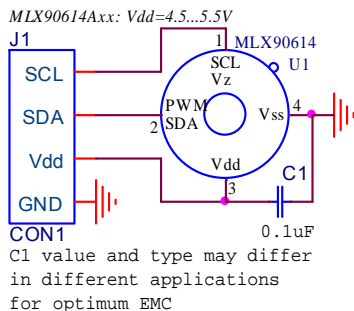 MLX90614Axx: Vdd=4.5...5.5V
J1
1
MLX90614
U1
SCL
SCL
Vz
SDA
PWM
SDA
2
Vss
4
Vdd
Vdd
3
C1
GND
CON1
0.1uF
C1 value and type may differ
in different applications
for optimum EMC